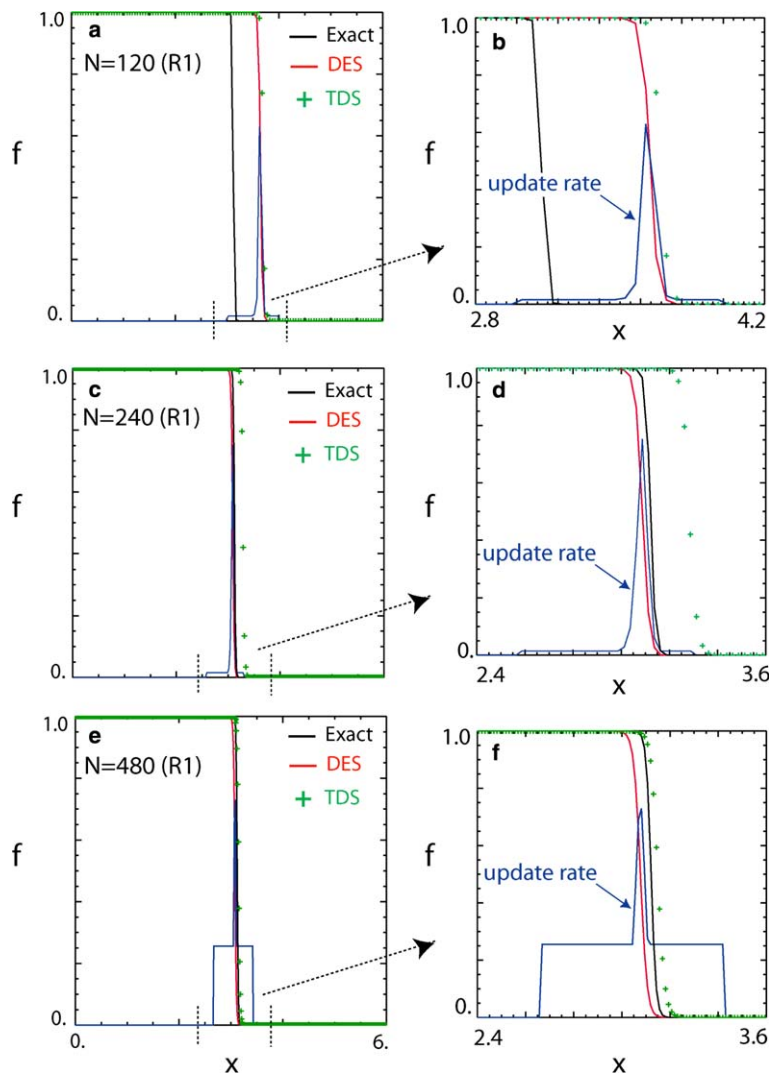 a
N=120 (R1)
Exact
DES
TDS
1.0
f
0.
b
1.0
f
update rate
0.
2.8
x
4.2
c
N=240 (R1)
Exact
DES
TDS
1.0
f
0.
d
1.0
f
update rate
0.
2.4
x
3.6
e
N=480 (R1)
Exact
DES
TDS
1.0
f
0.
0.
x
6.
f
1.0
f
update rate
0.
2.4
x
3.6